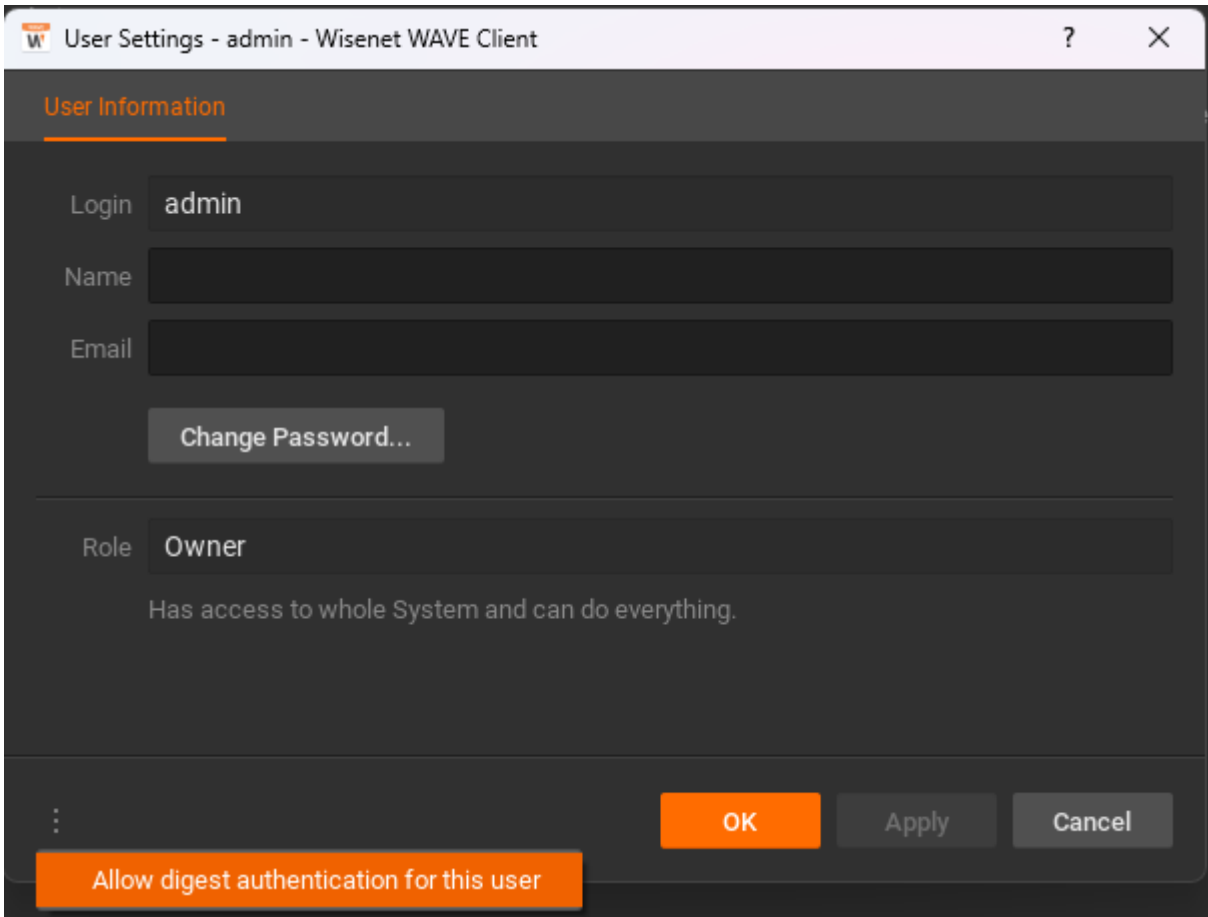 User Settings - admin - Wisenet WAVE Client
User Information
Login admin
Name
Email
Change Password...
Role Owner
Has access to whole System and can do everything.
OK Apply Cancel
Allow digest authentication for this user